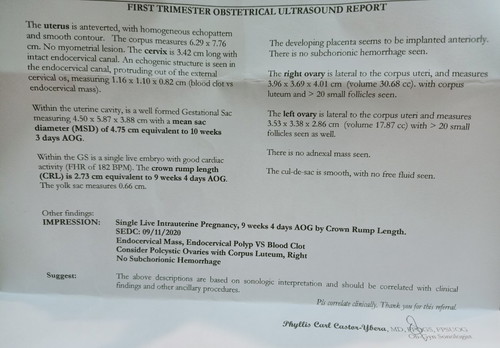 FIRST TRIMESTER OBSTETRICAL ULTRASOUND REPORT
The uterus is anteverted, with homogenous echopattern
and smooth contour. The corpus measures 6.29 x 7.76
cm. No myometrial lesion. The cervix is 3.42 cm long with
intact endocervical canal. An echogenic structure is seen in
the endocervical canal, protruding out of the external
cervical os, measuring 1.16 x 1.10 x 0.82 cm (blood clot vs
endocervical mass).
Within the uterine cavity, is a well formed Gestational Sac
measuring 4.50 x 5.87 x 3.88 cm with a mean sac
diameter (MSD) of 4.75 cm equivalent to 10 weeks
3 days AOG.
Within the GS is a single live embryo with good cardiac
activity (FHR of 182 BPM). The crown rump length
(CRL) is 2.73 cm equivalent to 9 weeks 4 days AOG.
The yolk sac measures 0.66 cm.
The developing placenta seems to be implanted anteriorly.
There is no subchorionic hemorrhage seen.
The right ovary is lateral to the corpus uteri, and measures
3.96 x 3.69 x 4.01 cm (volume 30.68 cc). with corpus
luteum and > 20 small follicles seen.
The left ovary is lateral to the corpus uteri and measures
3.53 x 3.38 x 2.86 cm (volume 17.87 cc) with > 20 small
follicles seen as well.
There is no adnexal mass seen.
The cul-de-sac is smooth, with no free fluid seen.
Other findings:
IMPRESSION: Single Live Intrauterine Pregnancy, 9 weeks 4 days AOG by Crown Rump Length.
SEDC: 09/11/2020
Endocervical Mass, Endocervical Polyp VS Blood Clot
Consider Polcystic Ovaries with Corpus Luteum, Right
No Subchorionic Hemorrhage
Suggest: The above descriptions are based on sonologic interpretation and should be correlated with clinical
findings and other ancillary procedures.
Pls correlate clinically. Thank you for this referral.
Phyllis Curl Castor-Ybera, MD,